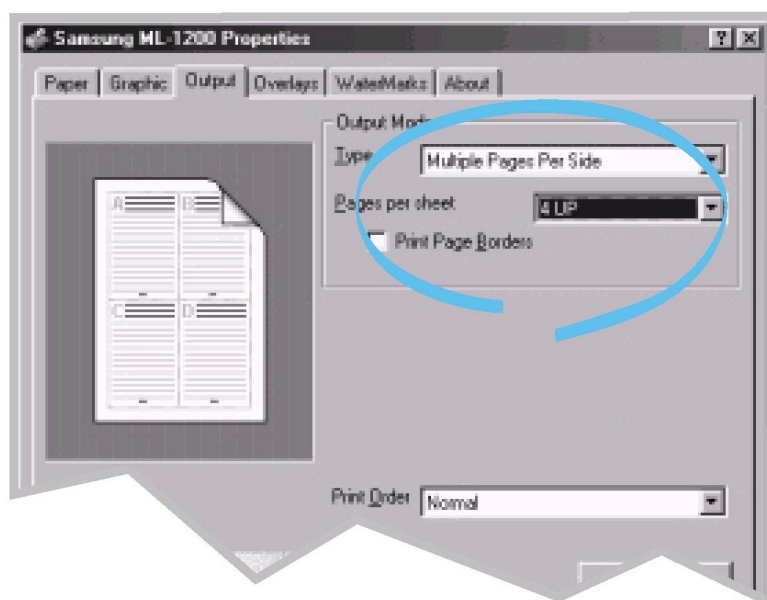 Samsung ML-1200 Properties
Paper Graphic Output Overlays WaterMarks About
Output Mode
Type Multiple Pages Per Side
Pages per sheet 4 UP
Print Page Borders
A B
C D
Print Order Normal